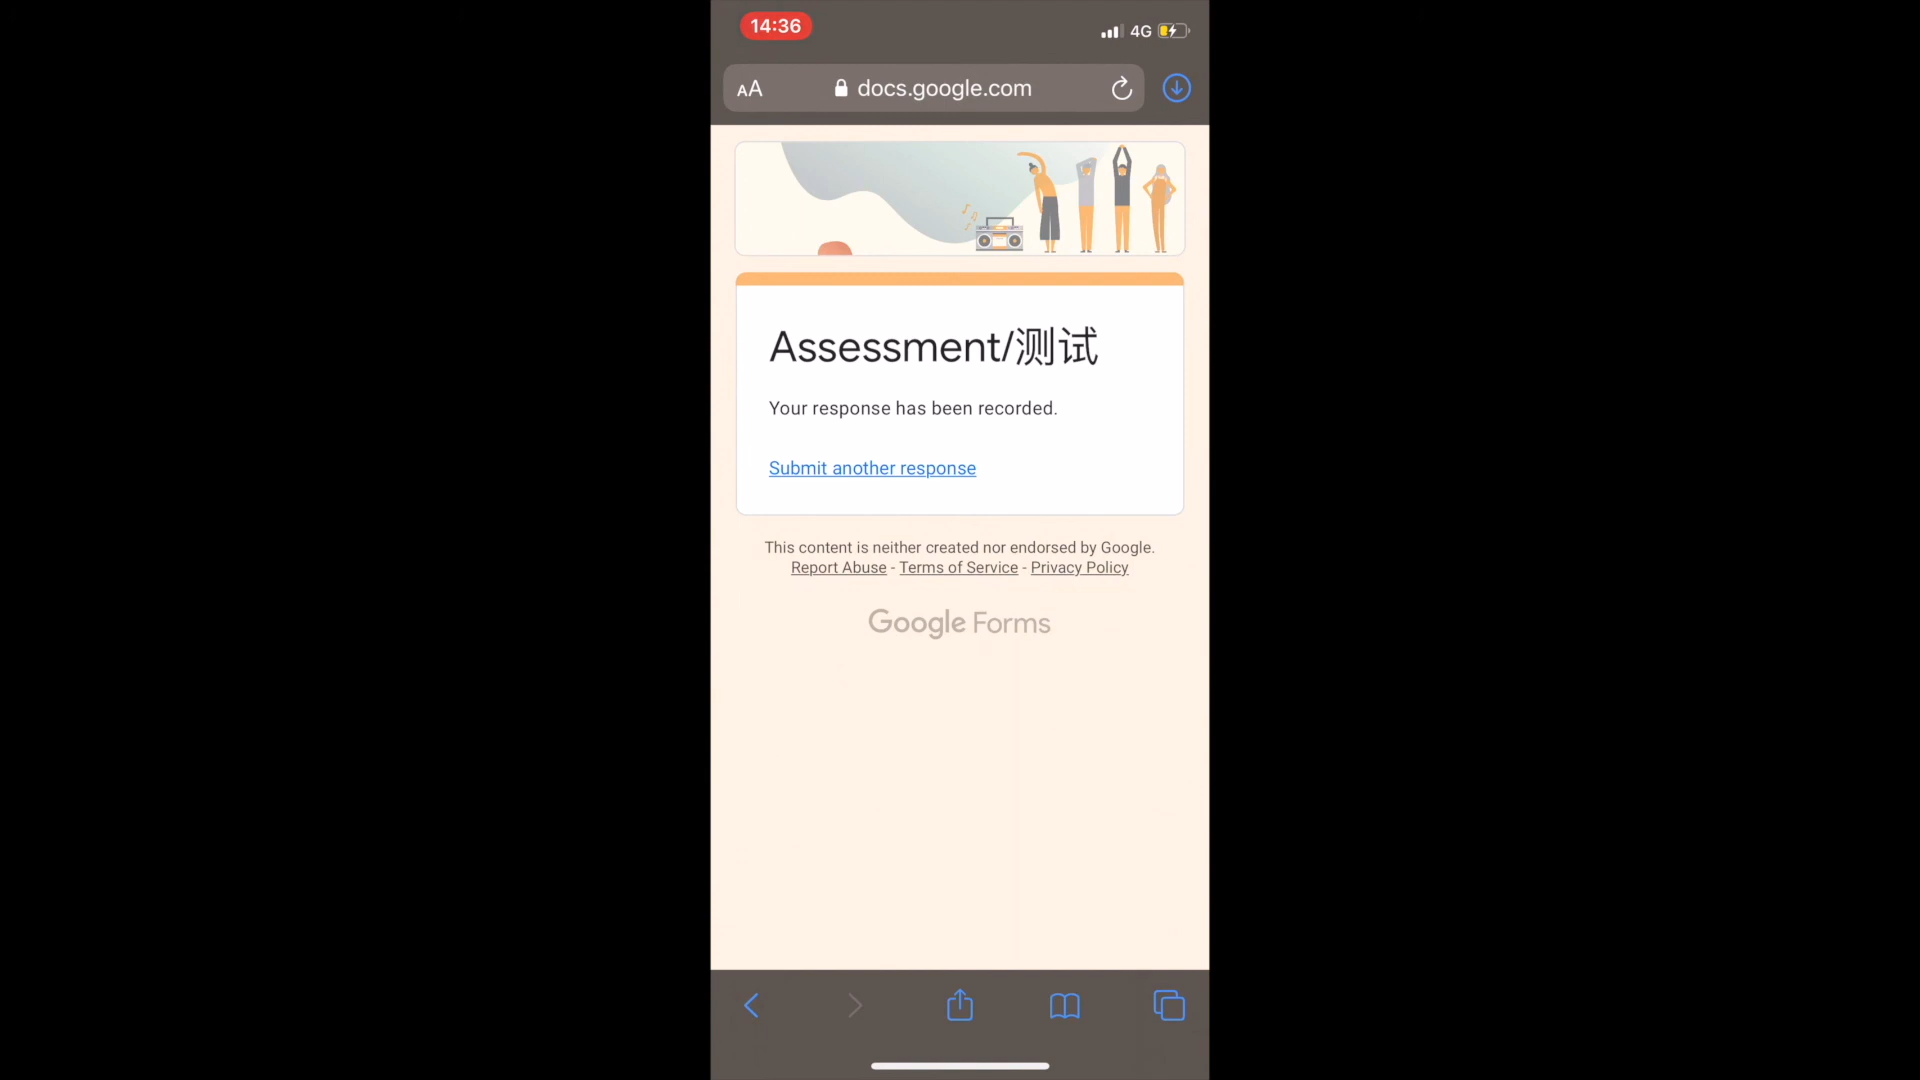 14:36
4G
AA
docs.google.com
Assessment/测试
Your response has been recorded.
Submit another response
This content is neither created nor endorsed by Google.
Report Abuse - Terms of Service - Privacy Policy
Google Forms